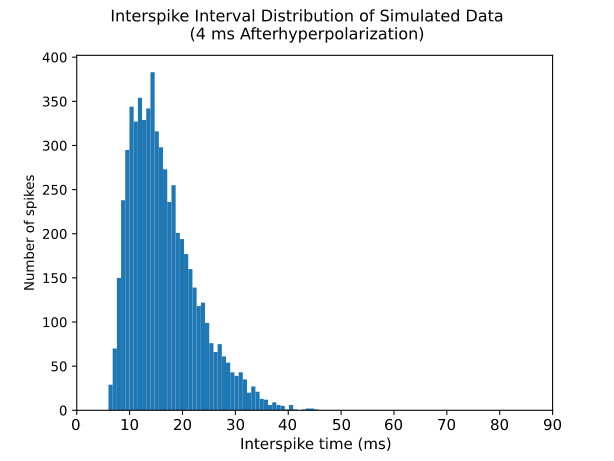 Interspike Interval Distribution of Simulated Data
(4 ms Afterhyperpolarization)
400
350
300
250
200
150
100
50
0
Number of spikes
0 10 20 30 40 50 60 70 80 90
Interspike time (ms)